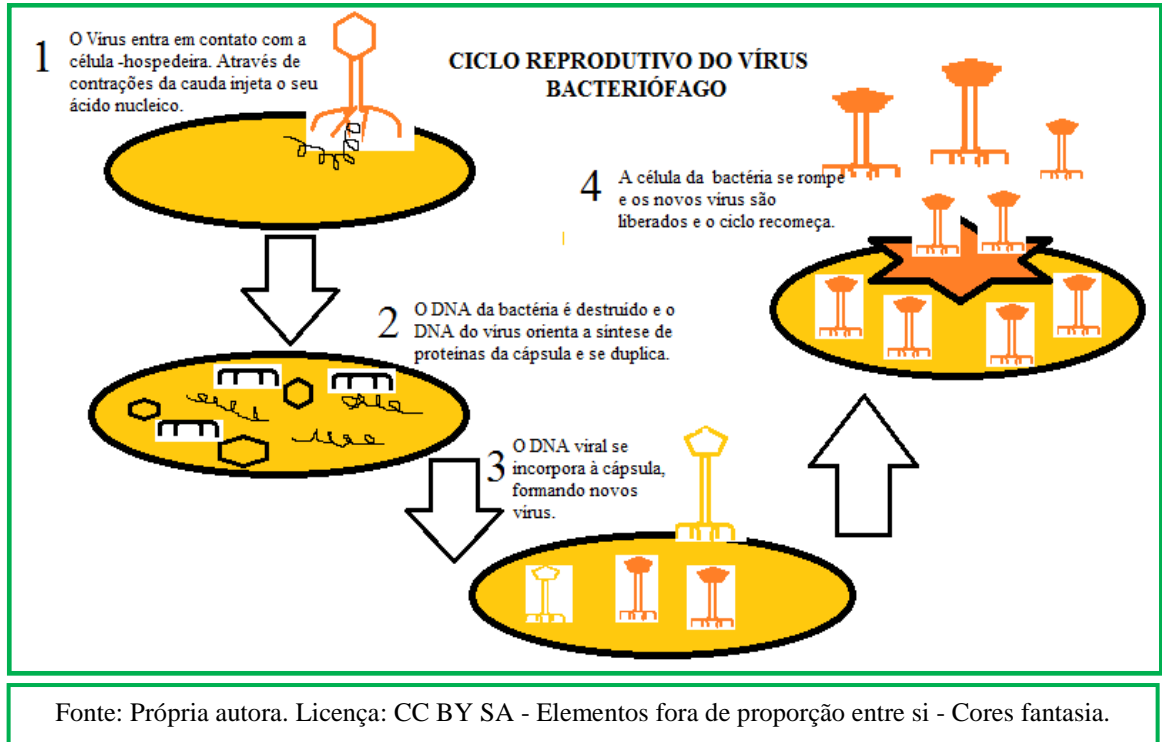 CICLO REPRODUTIVO DO VÍRUS
BACTERIÓFAGO
1
O Virus entra em contato com a
célula -hospedeira. Através de
contrações da cauda injeta o seu
ácido nucleico.
2
O DNA da bactéria é destruído e o
DNA do vírus orienta a síntese de
proteínas da cápsula e se duplica.
3
O DNA viral se
incorpora à cápsula,
formando novos
vírus.
4
A célula da bactéria se rompe
e os novos vírus são
liberados e o ciclo recomeça.
Fonte: Própria autora. Licença: CC BY SA - Elementos fora de proporção entre si - Cores fantasia.